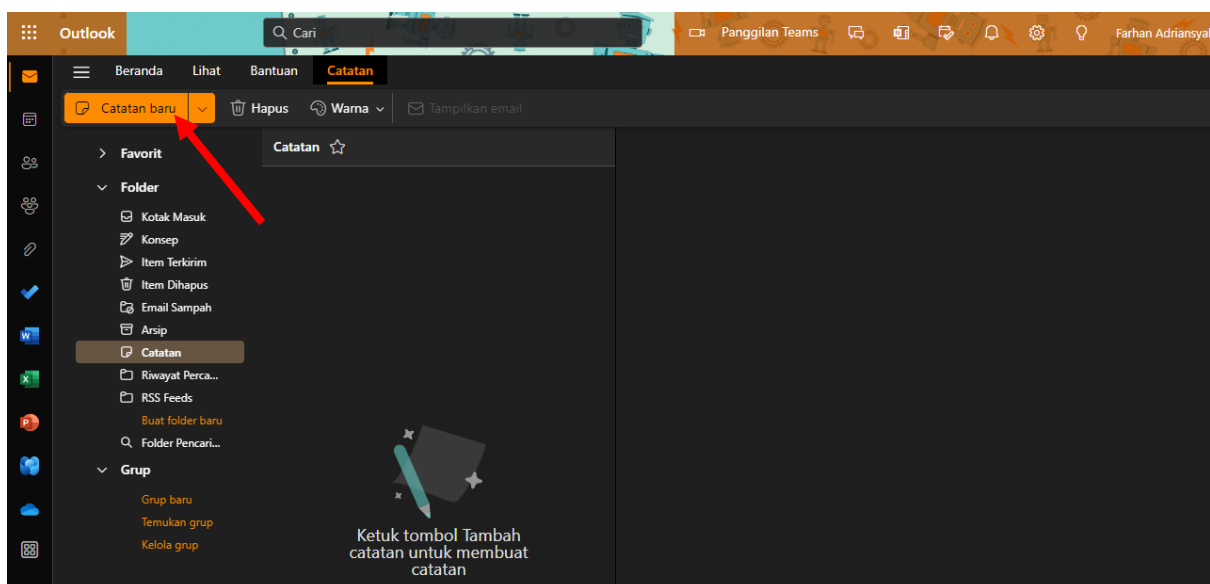 Outlook
Cari
Panggilan Teams
Farhan Adriansyal
Beranda
Lihat
Bantuan
Catatan
Catatan baru
Hapus
Warna
Tampilkan email
Favorit
Folder
Kotak Masuk
Konsep
Item Terkirim
Item Dihapus
Email Sampah
Arsip
Catatan
Riwayat Perca...
RSS Feeds
Buat folder baru
Folder Pencari...
Grup
Grup baru
Temukan grup
Kelola grup
Catatan
Ketuk tombol Tambah
catatan untuk membuat
catatan